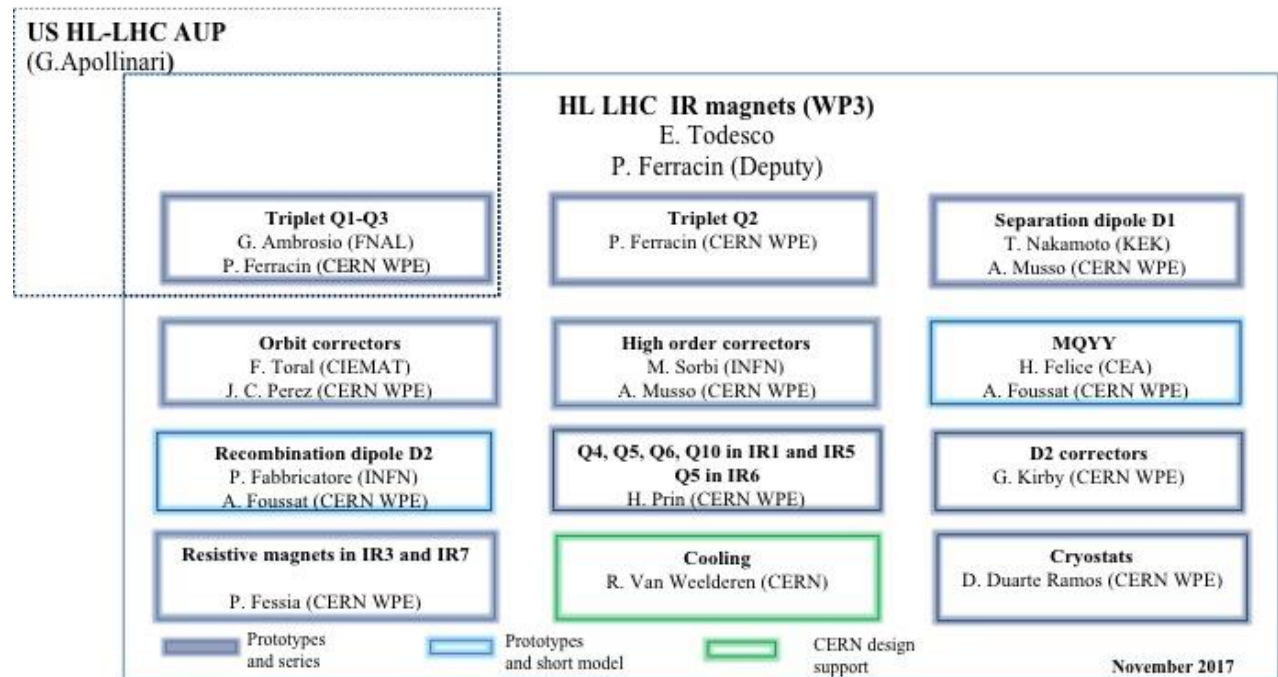 US HL-LHC AUP
(G.Apollinari)
HL LHC IR magnets (WP3)
E. Todesco
P. Ferracin (Deputy)
Triplet Q1-Q3
G. Ambrosio (FNAL)
P. Ferracin (CERN WPE)
Triplet Q2
P. Ferracin (CERN WPE)
Separation dipole D1
T. Nakamoto (KEK)
A. Musso (CERN WPE)
Orbit correctors
F. Toral (CIEMAT)
J. C. Perez (CERN WPE)
High order correctors
M. Sorbi (INFN)
A. Musso (CERN WPE)
MQYY
H. Felice (CEA)
A. Foussat (CERN WPE)
Recombination dipole D2
P. Fabbricatore (INFN)
A. Foussat (CERN WPE)
Q4, Q5, Q6, Q10 in IR1 and IR5
Q5 in IR6
H. Prin (CERN WPE)
D2 correctors
G. Kirby (CERN WPE)
Resistive magnets in IR3 and IR7
P. Fessia (CERN WPE)
Cooling
R. Van Weelderen (CERN)
Cryostats
D. Duarte Ramos (CERN WPE)
Prototypes
and series
Prototypes
and short model
CERN design
support
November 2017